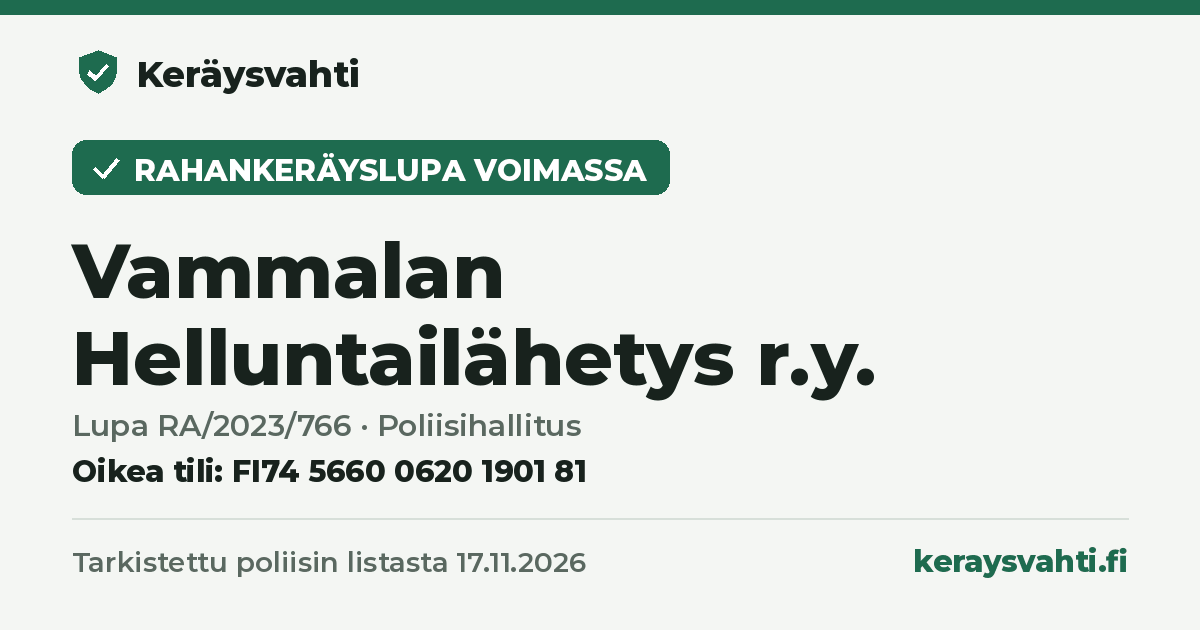 Keräysvahti
RAHANKERÄYSLUPA VOIMASSA
Vammalan
Helluntailähetys r.y.
Lupa RA/2023/766 · Poliisihallitus
Oikea tili: FI74 5660 0620 1901 81
Tarkistettu poliisin listasta 17.11.2026
keraysvahti.fi